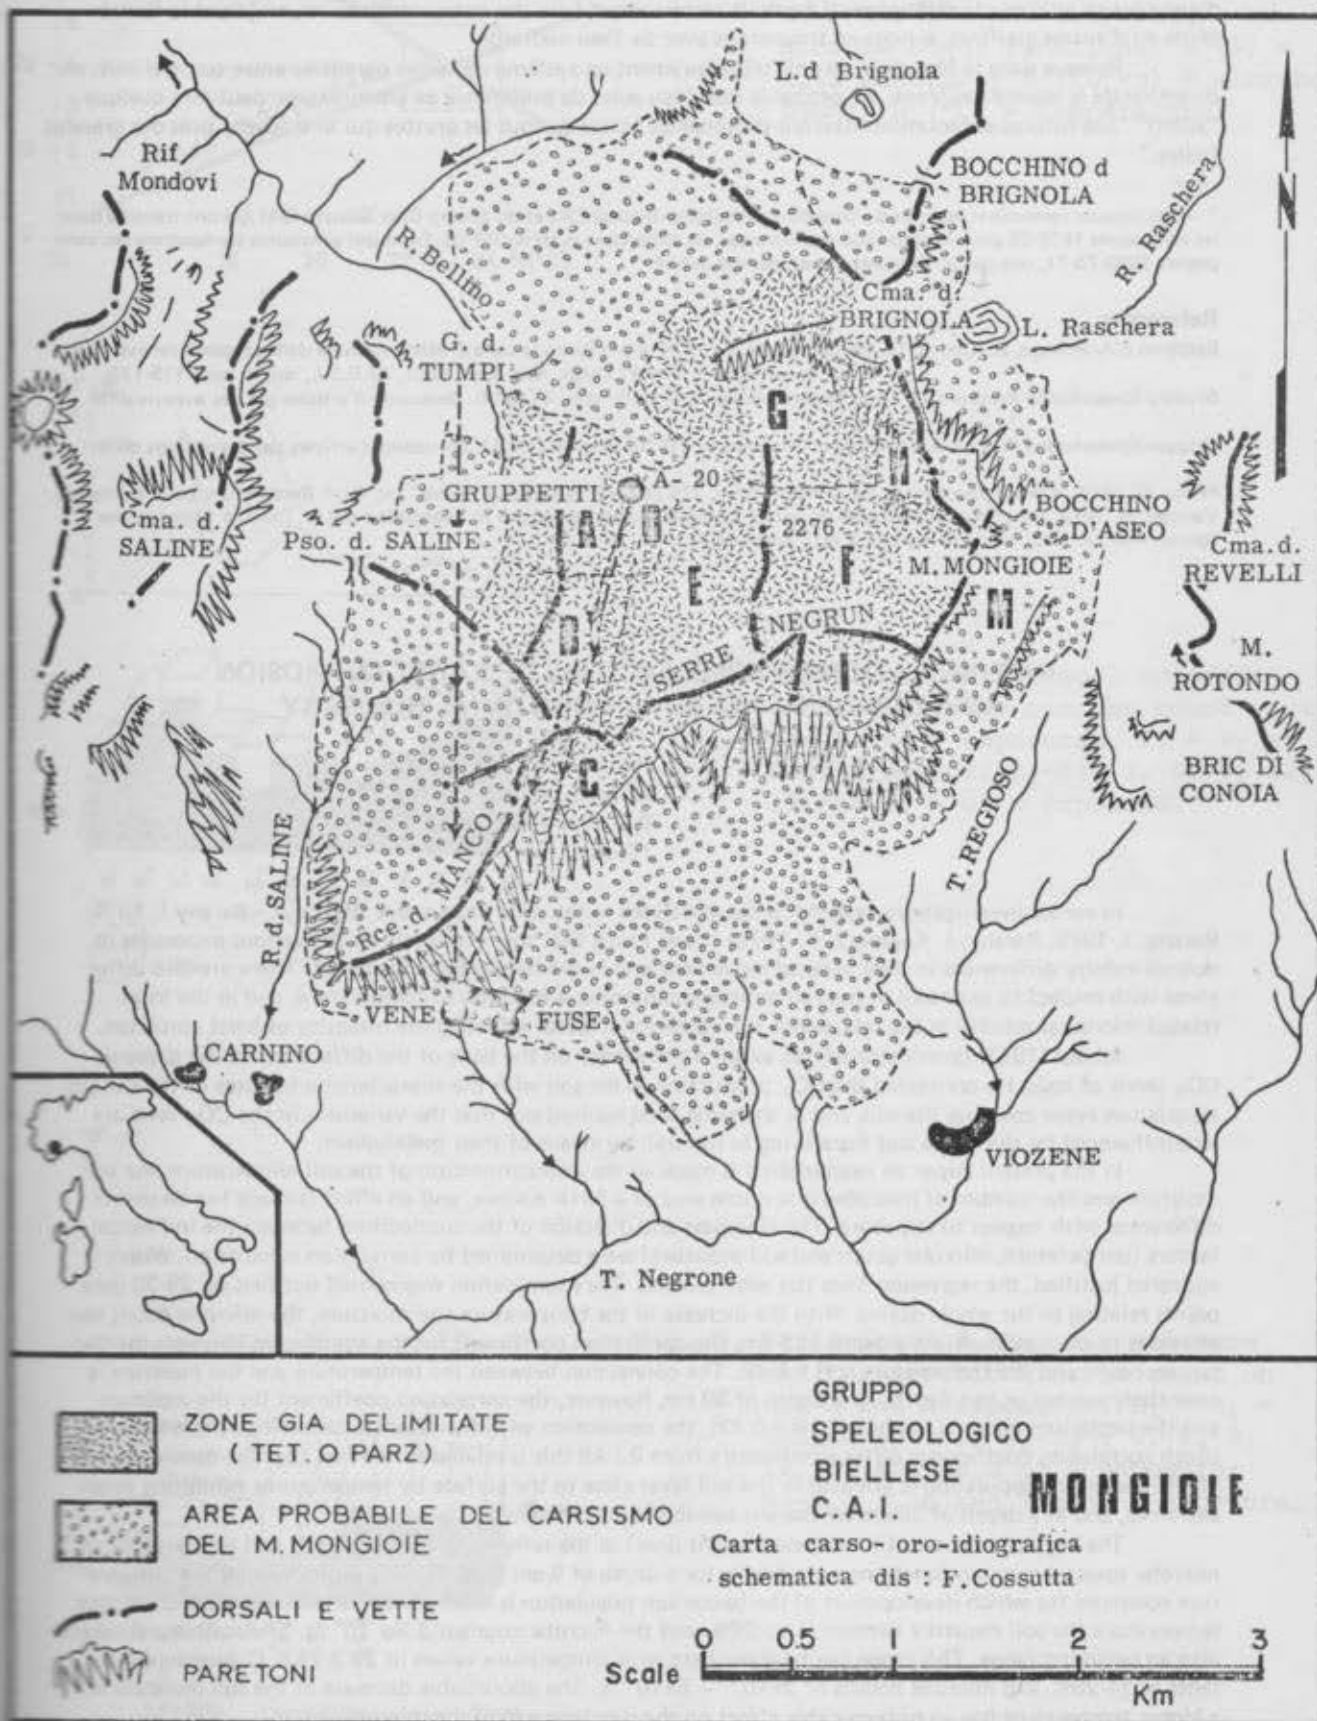 L.d Brignola
Rif
Mondovi
BOCCHINO d
BRIGNOLA
R. Raschera
R. Bellino
N
Cma. d.
BRIGNOLA
L. Raschera
G. d.
TUMPI
G
H
A- 20
GRUPPETTI
BOCCHINO
D'ASEO
Cma. d.
SALINE
Pso. d. SALINE
A
2276
Cma.d.
REVELLI
M. MONGIOIE
E
F
M
NEGRUN
SERRE
I
M.
ROTONDO
BRIC DI
CONOIA
C
R. d. SALINE
Rce d. MANCO
T. REGIOSO
VENE
FUSE
CARNINO
VIOZENE
T. Negrone
ZONE GIA DELIMITATE
( TET O PARZ )
AREA PROBABILE DEL CARSISMO
DEL M. MONGIOIE
DORSALI E VETTE
PARETONI
GRUPPO
SPELEOLOGICO
BIELLESE
C.A.I.
MONGIOIE
Carta carso- oro-idiografica
schematica dis : F.Cossutta
Scale 0 0.5 1 2 3
Km